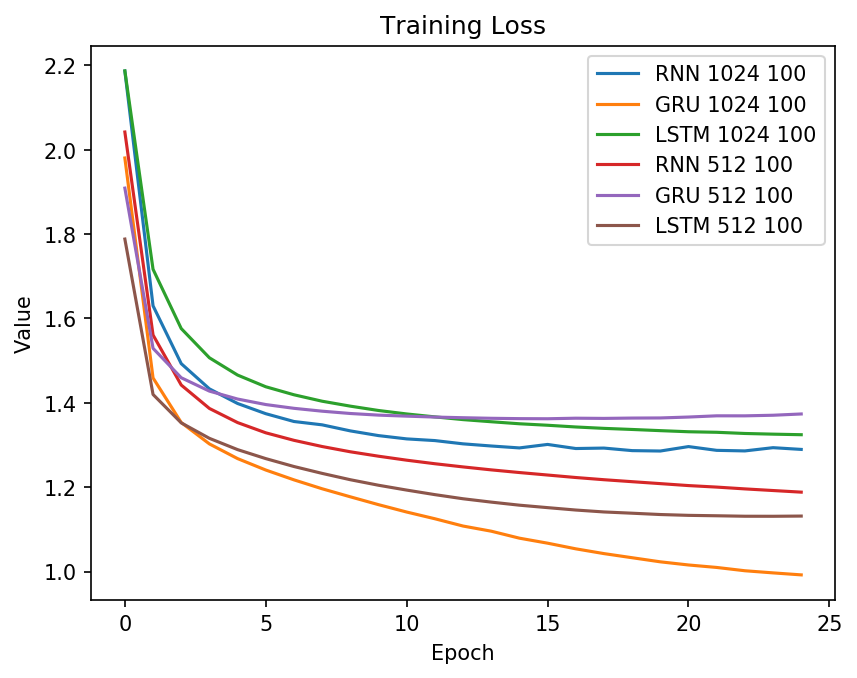 Training Loss
RNN 1024 100
GRU 1024 100
LSTM 1024 100
RNN 512 100
GRU 512 100
LSTM 512 100
Value
2.2
2.0
1.8
1.6
1.4
1.2
1.0
0 5 10 15 20 25
Epoch